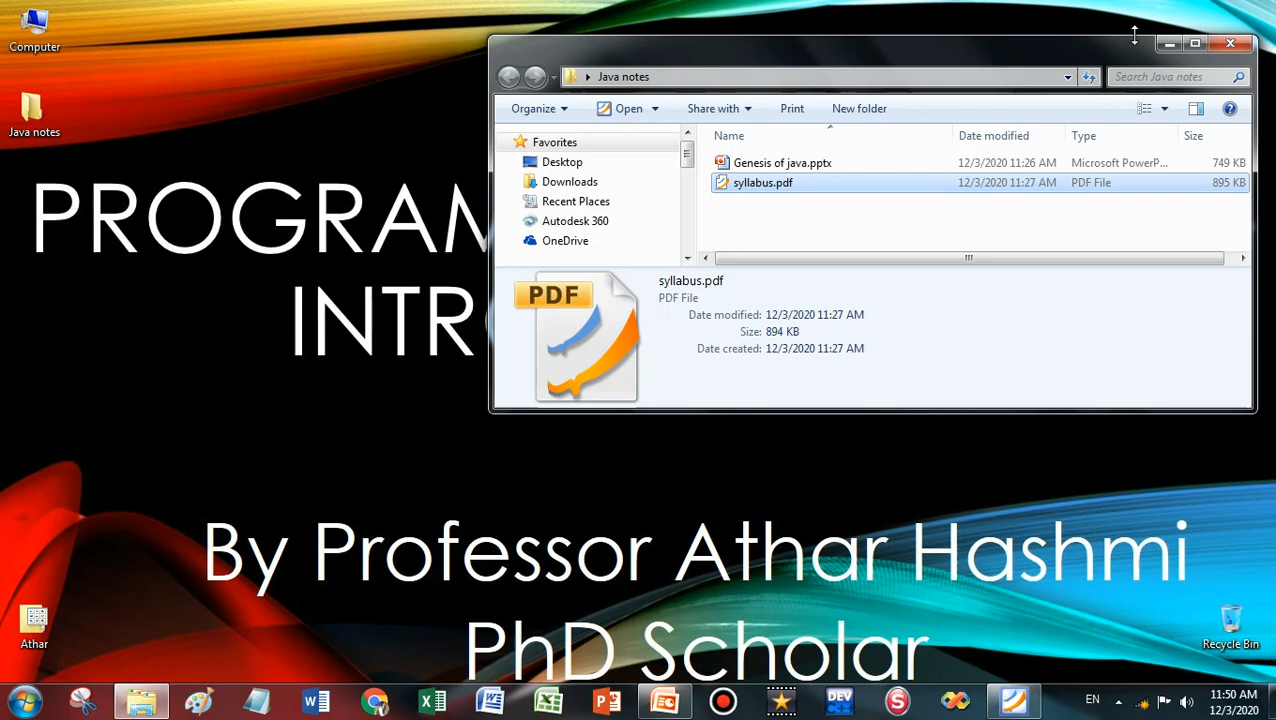 Computer
Java notes
PROGRAM
INTR
By Professor Athar Hashmi
PhD Scholar
Athar
Recycle Bin
Java notes
Search Java notes
Organize
Open
Share with
Print
New folder
Favorites
Desktop
Downloads
Recent Places
Autodesk 360
OneDrive
Name
Date modified
Type
Size
Genesis of java.pptx
12/3/2020 11:26 AM
Microsoft PowerP...
749 KB
syllabus.pdf
12/3/2020 11:27 AM
PDF File
895 KB
PDF
syllabus.pdf
PDF File
Date modified: 12/3/2020 11:27 AM
Size: 894 KB
Date created: 12/3/2020 11:27 AM
DEV
EN
11:50 AM
12/3/2020